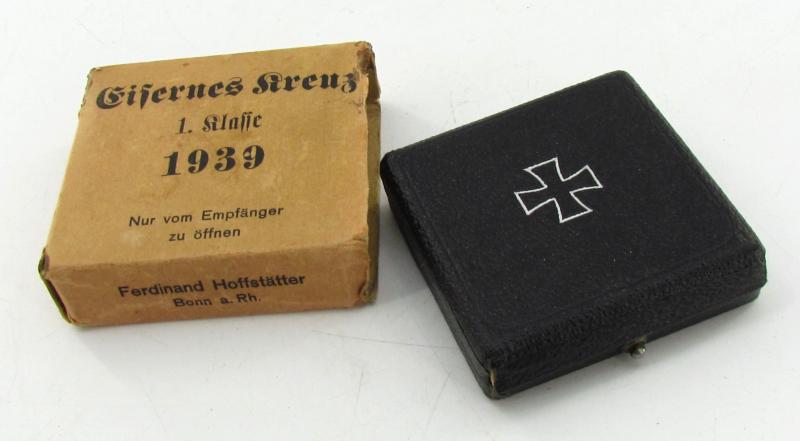 Eisernes Kreuz
1. Klasse
1939
Nur vom Empfänger
zu öffnen
Ferdinand Hoffstätter
Bonn a. Rh.